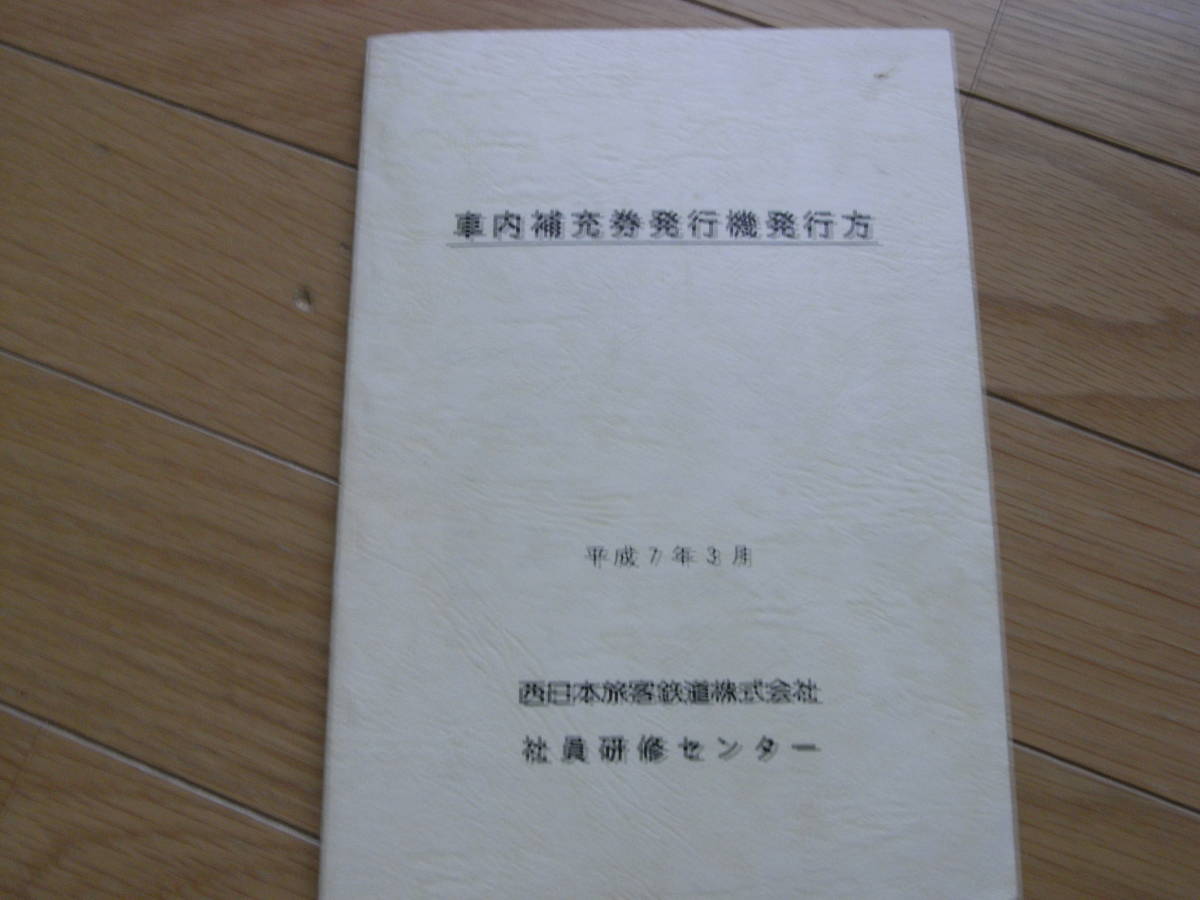 車内補充券発行機発行方
平成7年3月
西日本旅客鉄道株式会社
社員研修センター